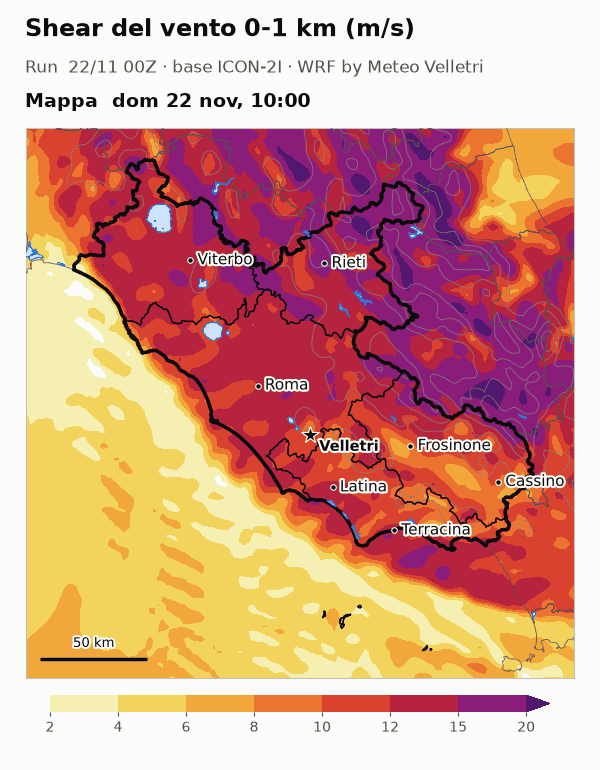 Shear del vento 0-1 km (m/s)
Run  22/11 00Z · base ICON-2I · WRF by Meteo Velletri
Mappa  dom 22 nov, 10:00
Viterbo
Rieti
Roma
Velletri
Frosinone
Latina
Cassino
Terracina
50 km
2 4 6 8 10 12 15 20